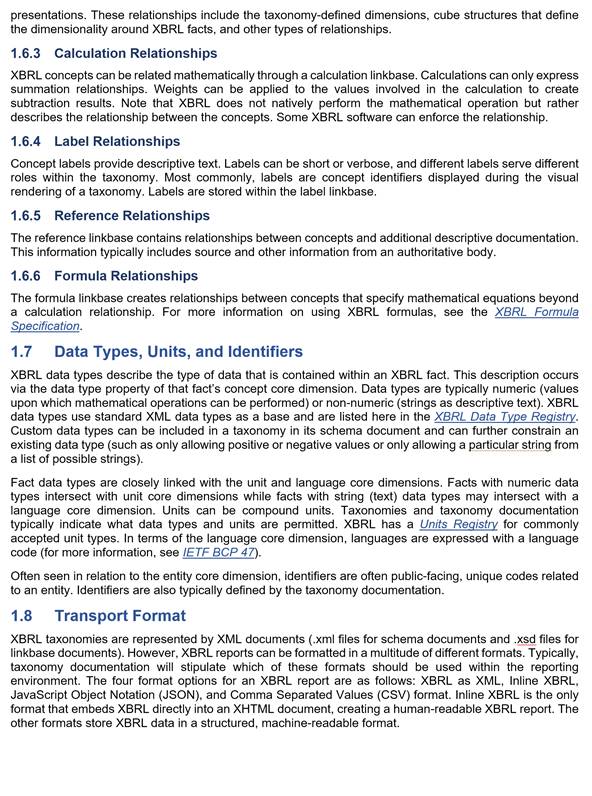 presentations. These relationships include the taxonomy-defined dimensions, cube structures that define
the dimensionality around XBRL facts, and other types of relationships.
1.6.3 Calculation Relationships
XBRL concepts can be related mathematically through a calculation linkbase. Calculations can only express
summation relationships. Weights can be applied to the values involved in the calculation to create
subtraction results. Note that XBRL does not natively perform the mathematical operation but rather
describes the relationship between the concepts. Some XBRL software can enforce the relationship.
1.6.4 Label Relationships
Concept labels provide descriptive text. Labels can be short or verbose, and different labels serve different
roles within the taxonomy. Most commonly, labels are concept identifiers displayed during the visual
rendering of a taxonomy. Labels are stored within the label linkbase.
1.6.5 Reference Relationships
The reference linkbase contains relationships between concepts and additional descriptive documentation.
This information typically includes source and other information from an authoritative body.
1.6.6 Formula Relationships
The formula linkbase creates relationships between concepts that specify mathematical equations beyond
a calculation relationship. For more information on using XBRL formulas, see the XBRL Formula
Specification.
1.7 Data Types, Units, and Identifiers
XBRL data types describe the type of data that is contained within an XBRL fact. This description occurs
via the data type property of that fact's concept core dimension. Data types are typically numeric (values
upon which mathematical operations can be performed) or non-numeric (strings as descriptive text). XBRL
data types use standard XML data types as a base and are listed here in the XBRL Data Type Registry.
Custom data types can be included in a taxonomy in its schema document and can further constrain an
existing data type (such as only allowing positive or negative values or only allowing a particular string from
a list of possible strings).
Fact data types are closely linked with the unit and language core dimensions. Facts with numeric data
types intersect with unit core dimensions while facts with string (text) data types may intersect with a
language core dimension. Units can be compound units. Taxonomies and taxonomy documentation
typically indicate what data types and units are permitted. XBRL has a Units Registry for commonly
accepted unit types. In terms of the language core dimension, languages are expressed with a language
code (for more information, see IETF BCP 47).
Often seen in relation to the entity core dimension, identifiers are often public-facing, unique codes related
to an entity. Identifiers are also typically defined by the taxonomy documentation.
1.8 Transport Format
XBRL taxonomies are represented by XML documents (.xml files for schema documents and .xsd files for
linkbase documents). However, XBRL reports can be formatted in a multitude of different formats. Typically,
taxonomy documentation will stipulate which of these formats should be used within the reporting
environment. The four format options for an XBRL report are as follows: XBRL as XML, Inline XBRL,
JavaScript Object Notation (JSON), and Comma Separated Values (CSV) format. Inline XBRL is the only
format that embeds XBRL directly into an XHTML document, creating a human-readable XBRL report. The
other formats store XBRL data in a structured, machine-readable format.